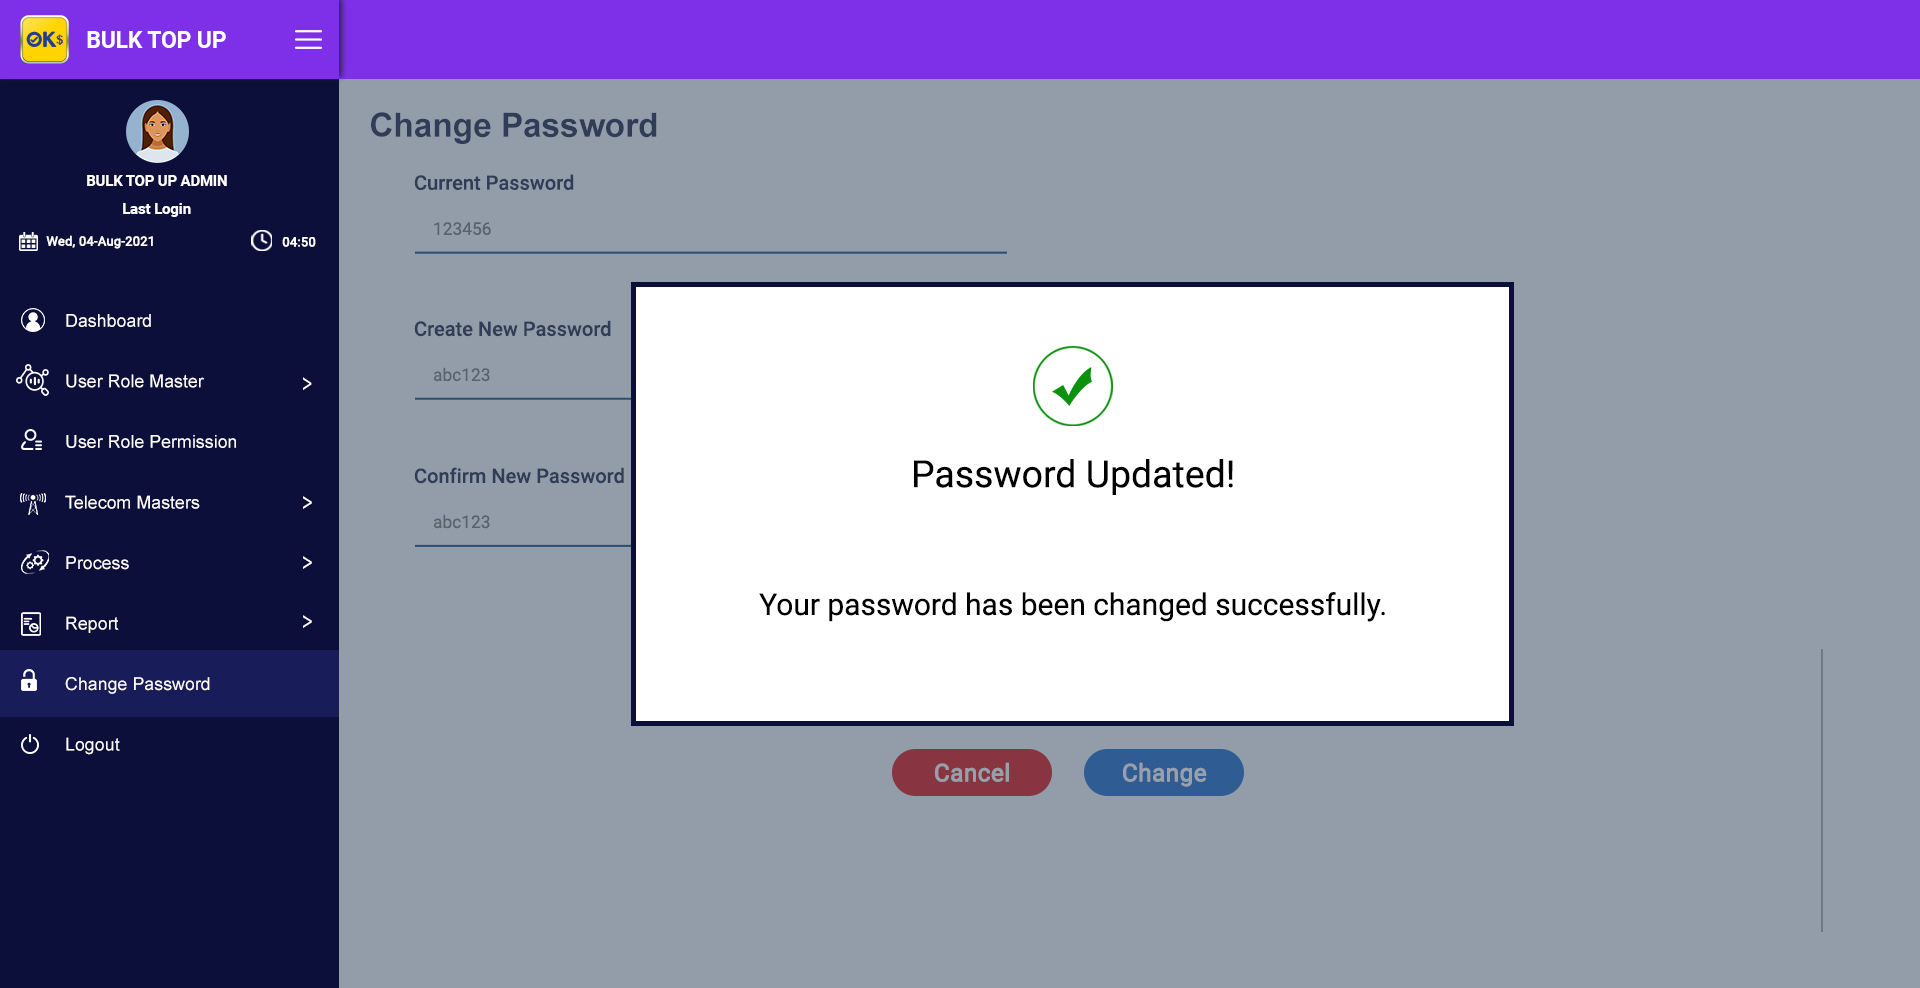 OK$ BULK TOP UP
BULK TOP UP ADMIN
Last Login
Wed, 04-Aug-2021 04:50
Dashboard
User Role Master >
User Role Permission
Telecom Masters >
Process >
Report >
Change Password
Logout
Change Password
Current Password
123456
Create New Password
abc123
Confirm New Password
abc123
Password Updated!
Your password has been changed successfully.
Cancel Change